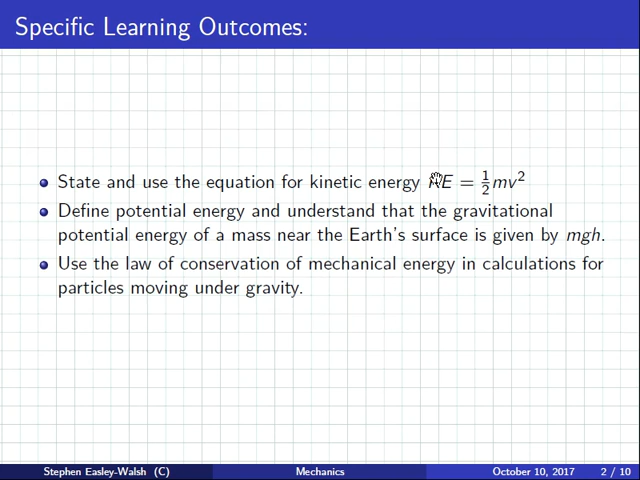 Specific Learning Outcomes:
State and use the equation for kinetic energy KE = ½mv²
Define potential energy and understand that the gravitational
potential energy of a mass near the Earth's surface is given by mgh.
Use the law of conservation of mechanical energy in calculations for
particles moving under gravity.
Stephen Easley-Walsh (C) Mechanics October 10, 2017 2 / 10